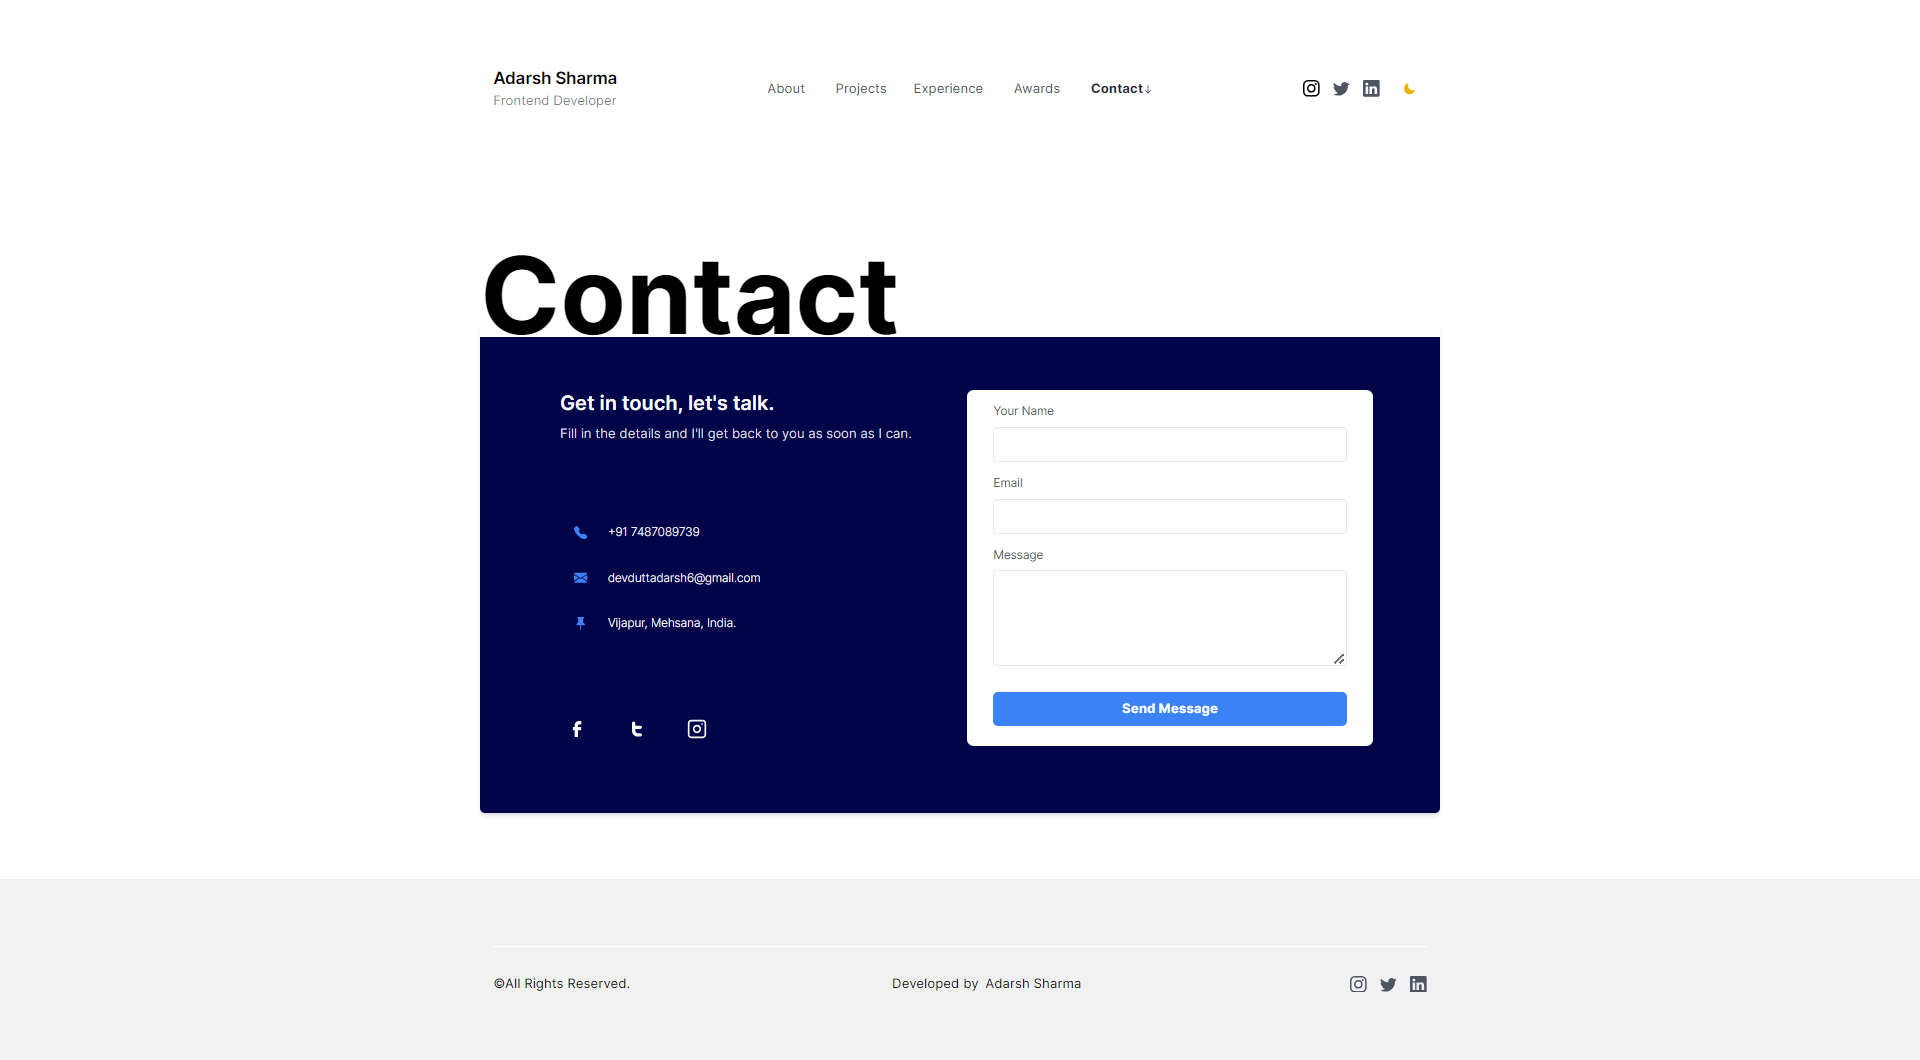 Adarsh Sharma
Frontend Developer
About Projects Experience Awards Contact↓
Contact
Get in touch, let's talk.
Fill in the details and I'll get back to you as soon as I can.
+91 7487089739
devduttadarsh6@gmail.com
Vijapur, Mehsana, India.
Your Name
Email
Message
Send Message
©All Rights Reserved.
Developed by Adarsh Sharma